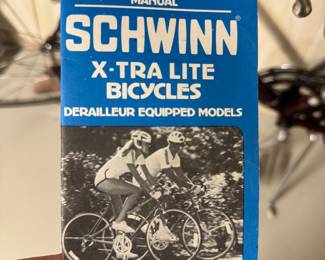 MANUAL
SCHWINN®
X-TRA LITE
BICYCLES
DERAILLEUR EQUIPPED MODELS